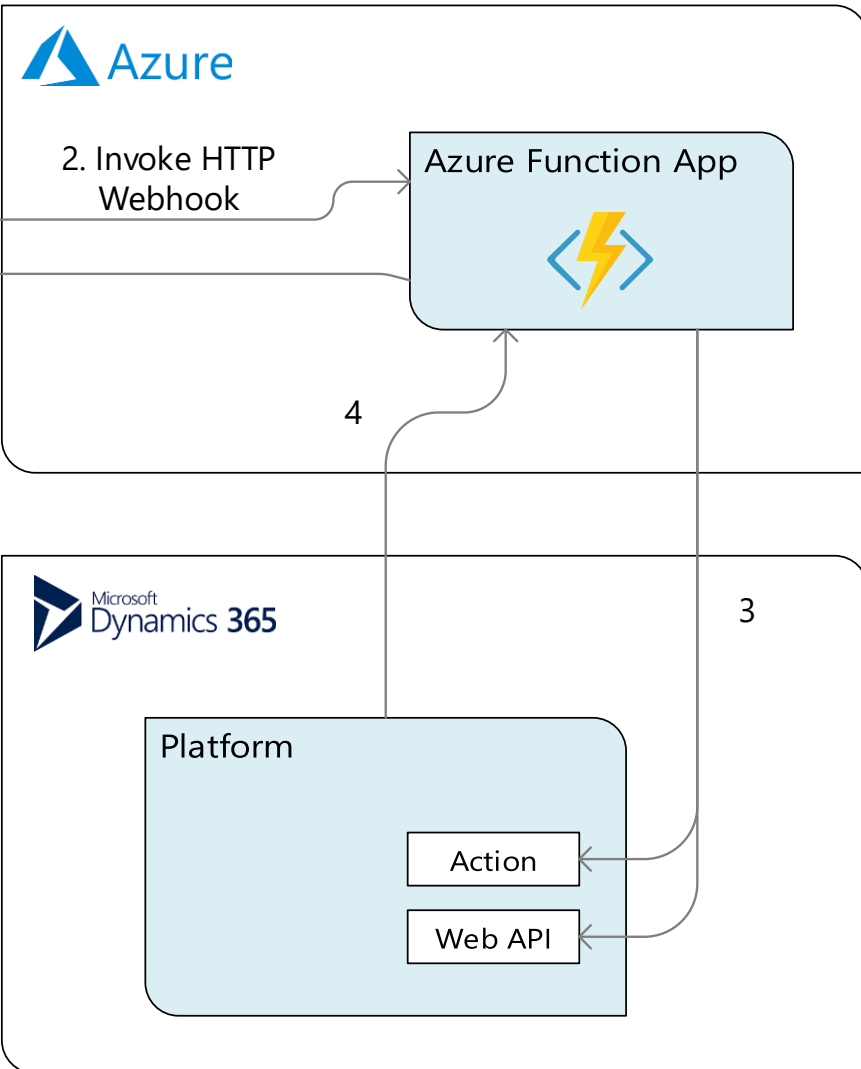 Azure
2. Invoke HTTP
Webhook
Azure Function App
4
Microsoft
Dynamics 365
3
Platform
Action
Web API